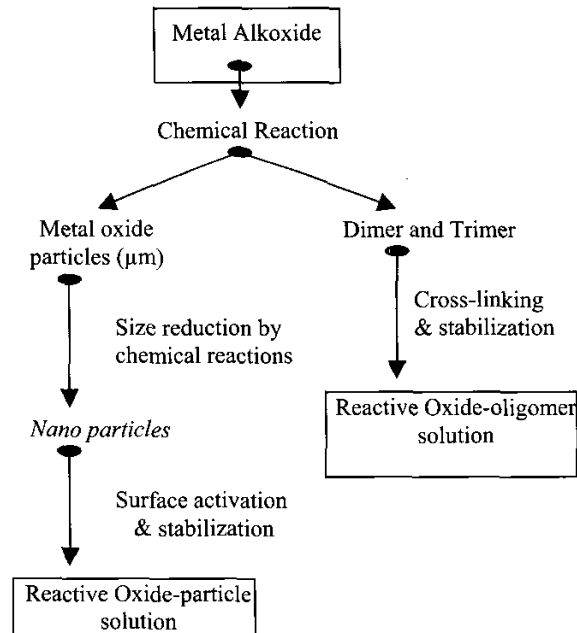 Metal Alkoxide
Chemical Reaction
Metal oxide
particles (µm)
Dimer and Trimer
Size reduction by
chemical reactions
Cross-linking
& stabilization
Nano particles
Reactive Oxide-oligomer
solution
Surface activation
& stabilization
Reactive Oxide-particle
solution